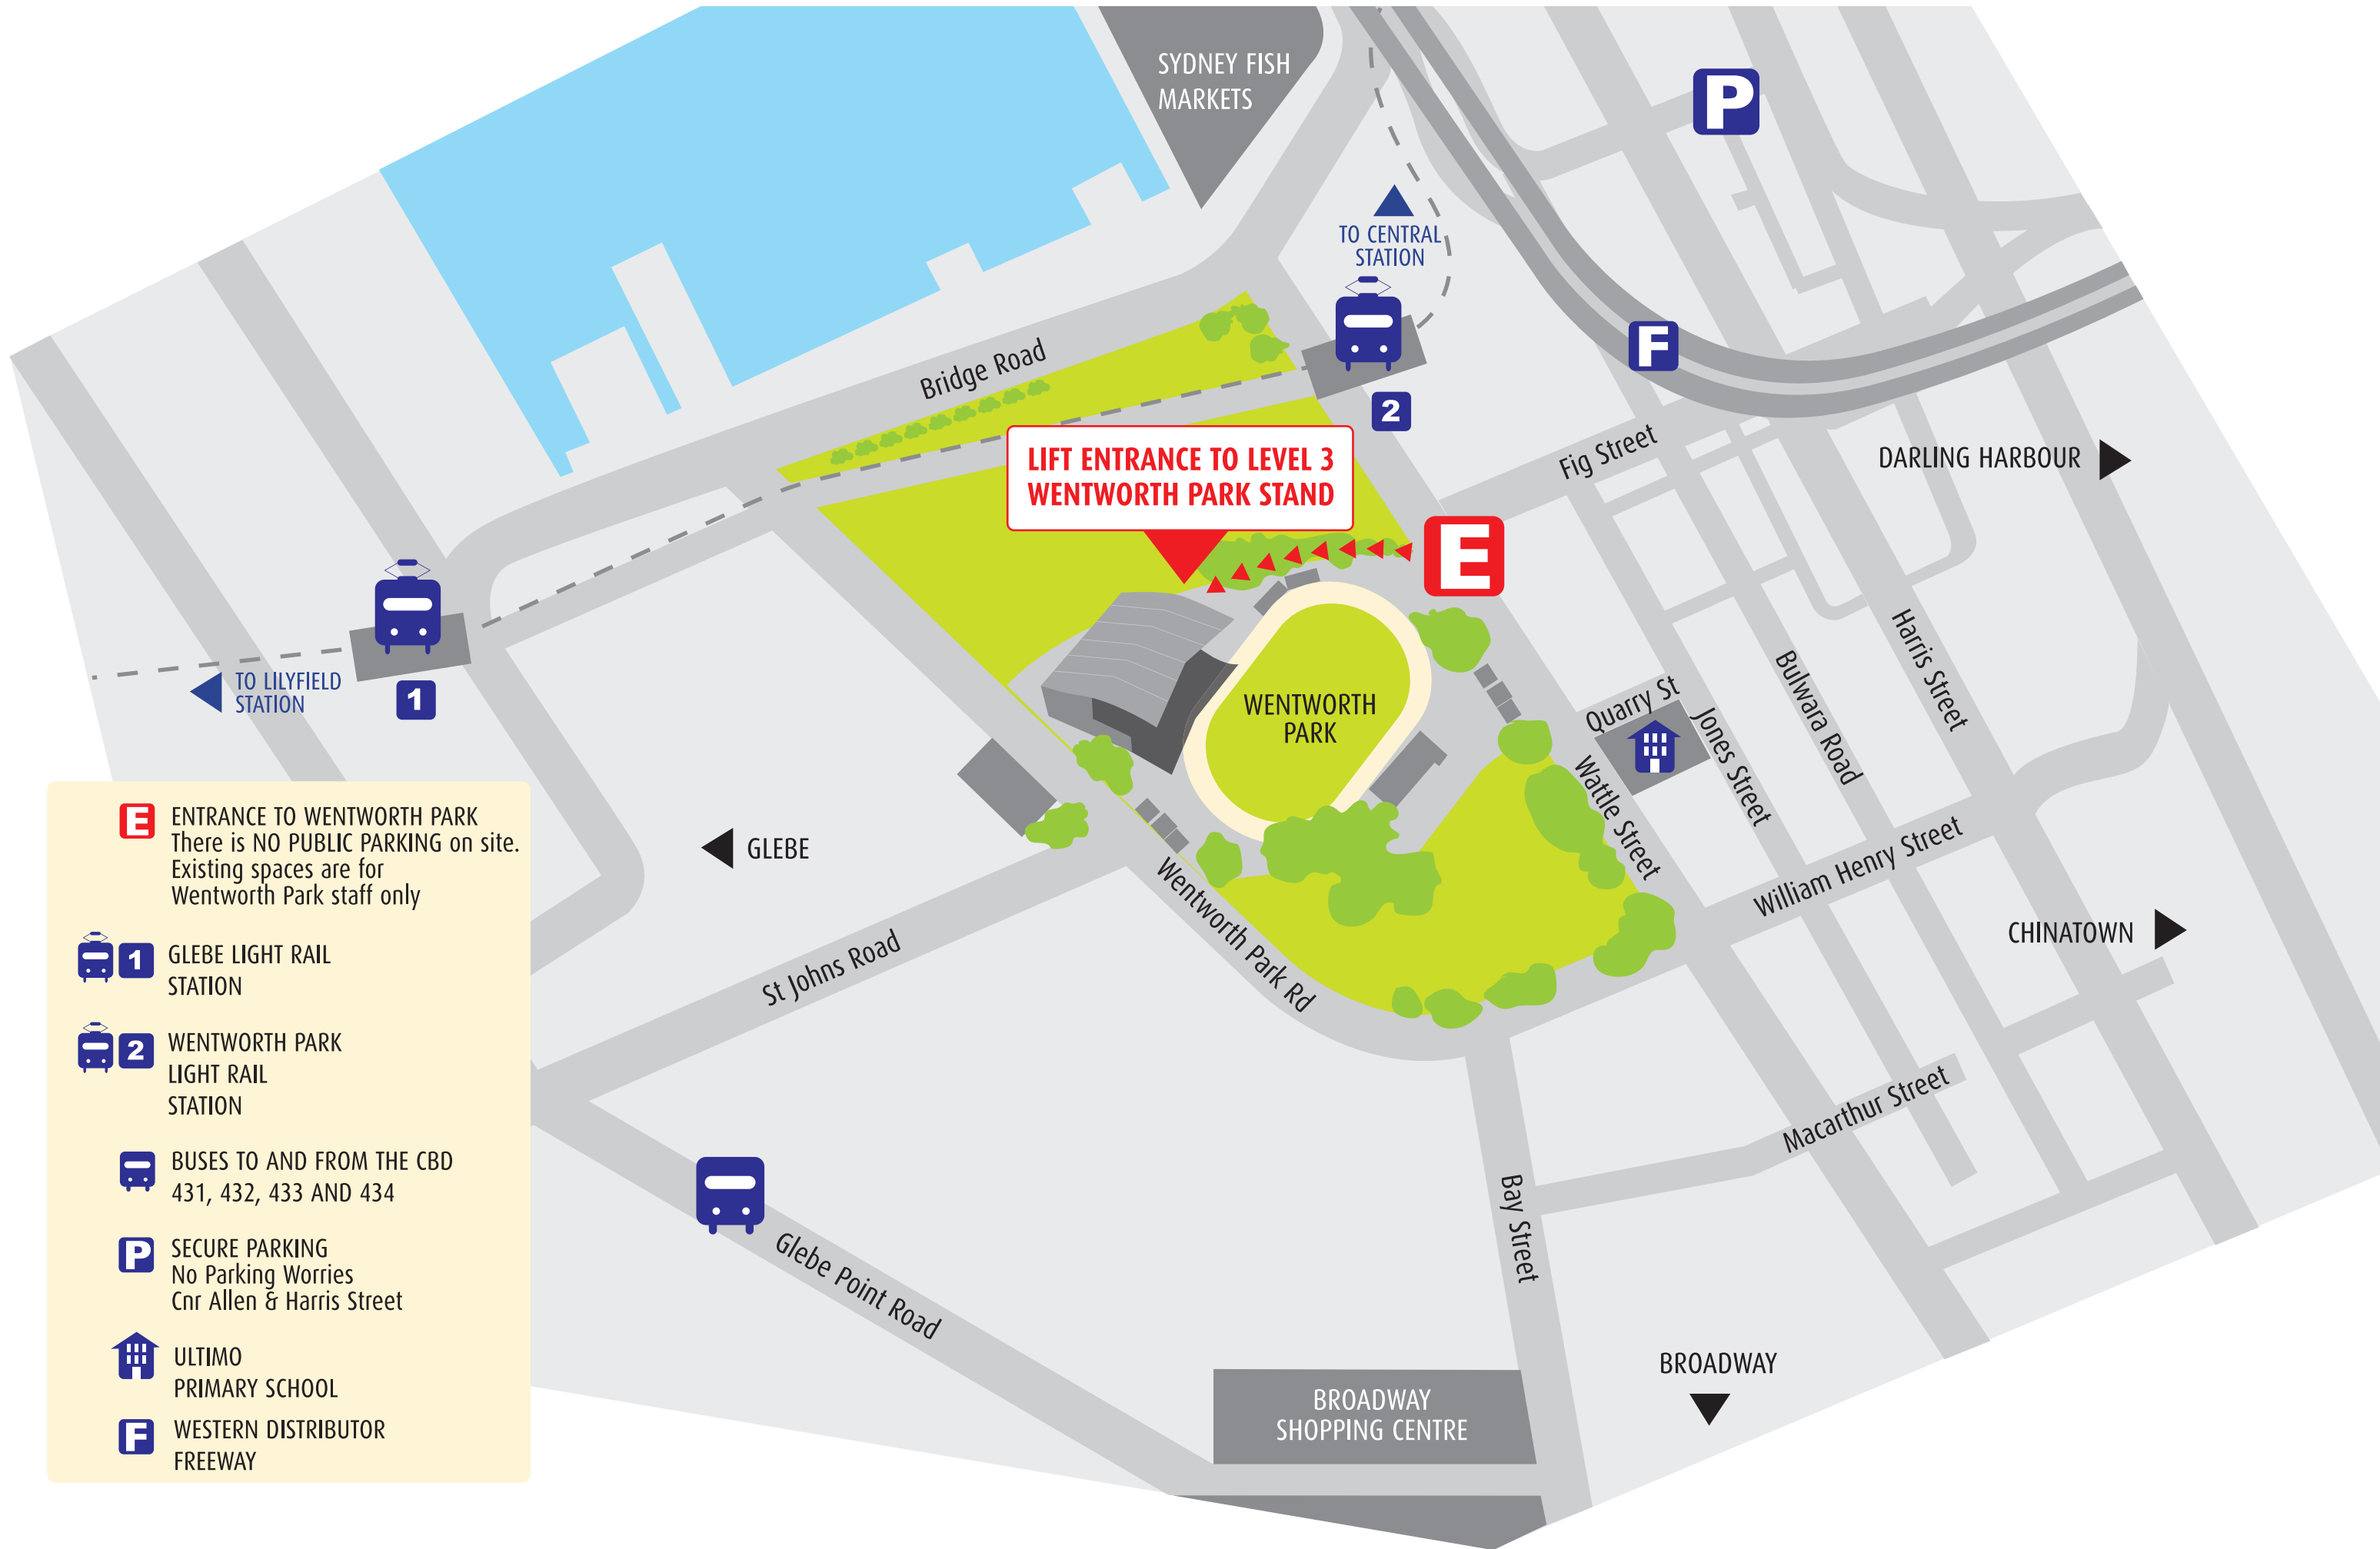 SYDNEY FISH
MARKETS
P
TO CENTRAL
STATION
F
Bridge Road
2
LIFT ENTRANCE TO LEVEL 3
WENTWORTH PARK STAND
Fig Street
DARLING HARBOUR
E
TO LILYFIELD
STATION
1
WENTWORTH
PARK
Quarry St
Jones Street
Bulwara Road
Harris Street
Wattle Street
GLEBE
William Henry Street
CHINATOWN
St Johns Road
Wentworth Park Rd
Macarthur Street
Bay Street
Glebe Point Road
BROADWAY
BROADWAY
SHOPPING CENTRE
E
ENTRANCE TO WENTWORTH PARK
There is NO PUBLIC PARKING on site.
Existing spaces are for
Wentworth Park staff only
1
GLEBE LIGHT RAIL
STATION
2
WENTWORTH PARK
LIGHT RAIL
STATION
BUSES TO AND FROM THE CBD
431, 432, 433 AND 434
P
SECURE PARKING
No Parking Worries
Cnr Allen & Harris Street
ULTIMO
PRIMARY SCHOOL
F
WESTERN DISTRIBUTOR
FREEWAY